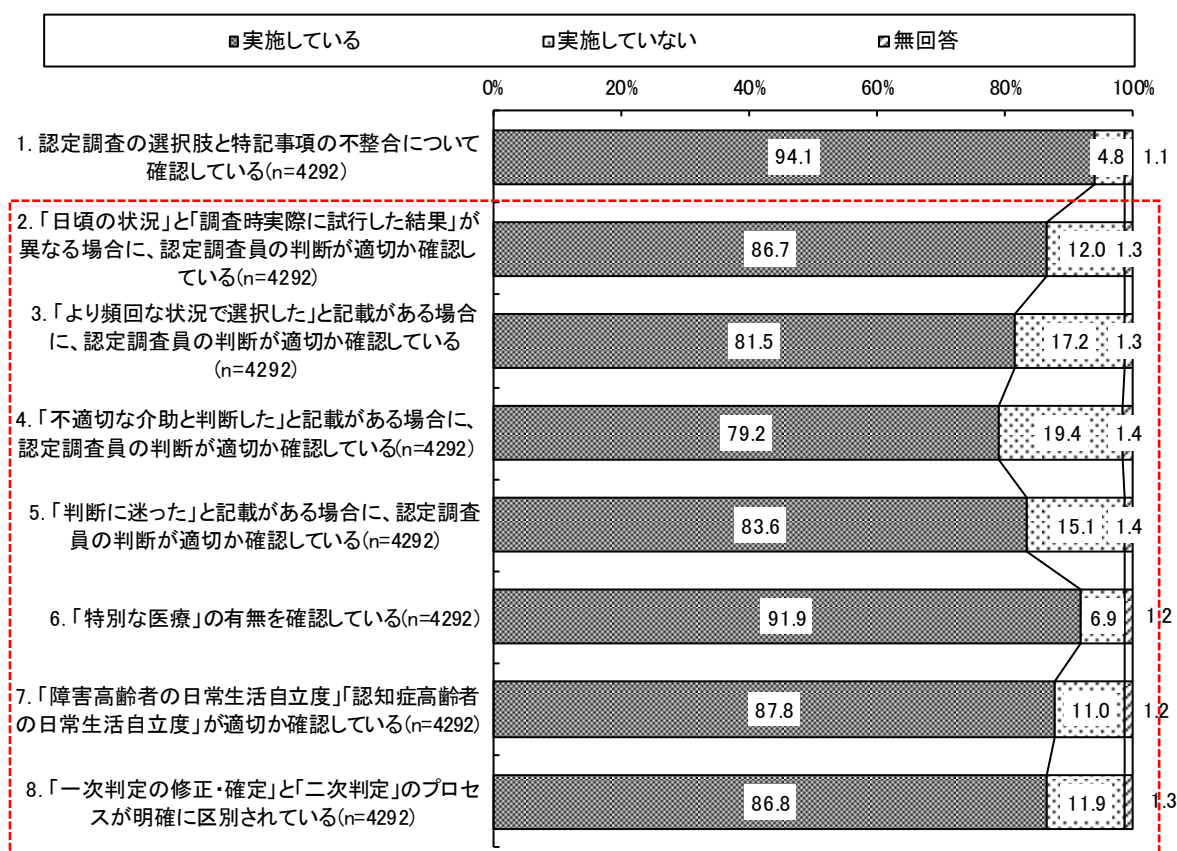 実施している 実施していない 無回答
0% 20% 40% 60% 80% 100%
1. 認定調査の選択肢と特記事項の不整合について
確認している(n=4292)
94.1 4.8 1.1
2.「日頃の状況」と「調査時実際に試行した結果」が
異なる場合に、認定調査員の判断が適切か確認し
ている(n=4292)
86.7 12.0 1.3
3.「より頻回な状況で選択した」と記載がある場合
に、認定調査員の判断が適切か確認している
(n=4292)
81.5 17.2 1.3
4.「不適切な介助と判断した」と記載がある場合に、
認定調査員の判断が適切か確認している(n=4292)
79.2 19.4 1.4
5.「判断に迷った」と記載がある場合に、認定調査
員の判断が適切か確認している(n=4292)
83.6 15.1 1.4
6.「特別な医療」の有無を確認している(n=4292)
91.9 6.9 1.2
7.「障害高齢者の日常生活自立度」「認知症高齢者
の日常生活自立度」が適切か確認している(n=4292)
87.8 11.0 1.2
8.「一次判定の修正・確定」と「二次判定」のプロセ
スが明確に区別されている(n=4292)
86.8 11.9 1.3